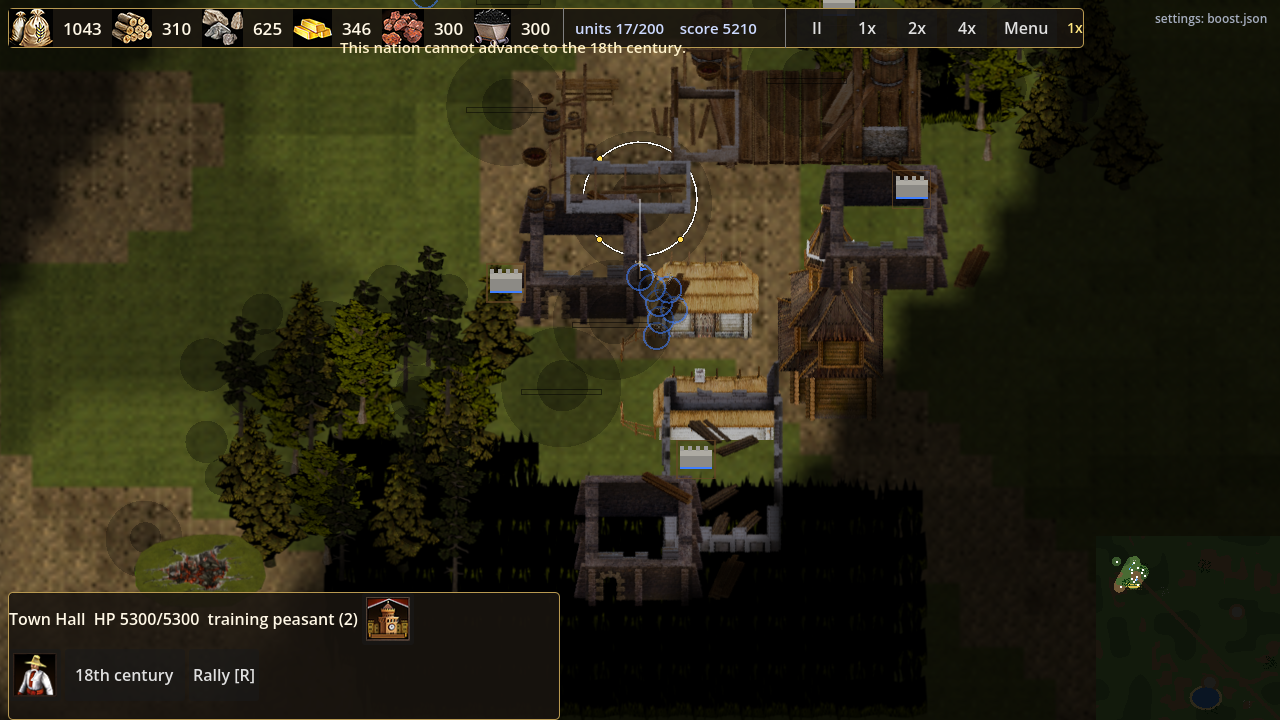 1043 310 625 346 300 300 units 17/200 score 5210 II 1x 2x 4x Menu 1x
settings: boost.json
This nation cannot advance to the 18th century.
Town Hall HP 5300/5300 training peasant (2)
18th century Rally [R]